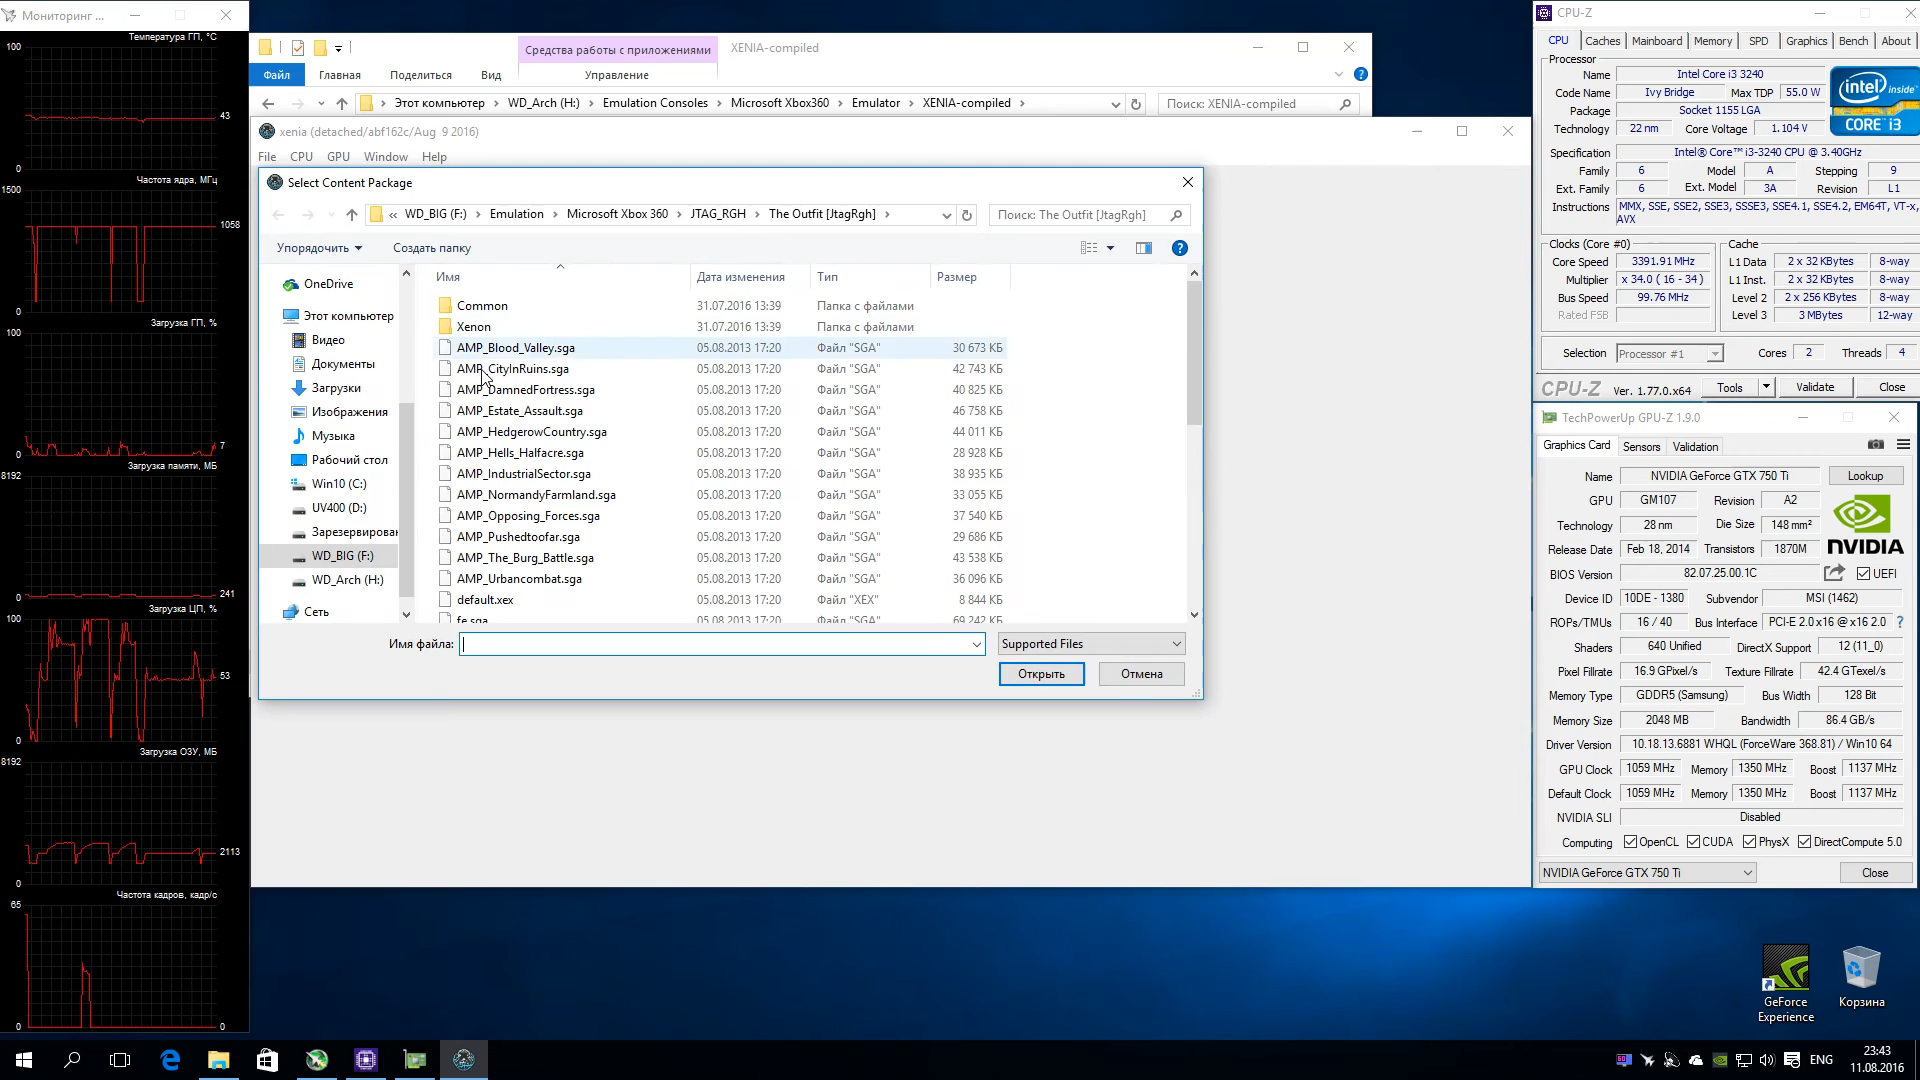 Мониторинг ...
Температура ГП, °C
100
43
0
Частота ядра, МГц
1500
1058
0
Загрузка ГП, %
100
7
0
Загрузка памяти, МБ
8192
241
0
Загрузка ЦП, %
100
53
0
Загрузка ОЗУ, МБ
8192
2113
0
Частота кадров, кадр/с
65
0
0
Средства работы с приложениями
XENIA-compiled
Файл
Главная
Поделиться
Вид
Управление
Этот компьютер > WD_Arch (H:) > Emulation Consoles > Microsoft Xbox360 > Emulator > XENIA-compiled >
Поиск: XENIA-compiled
xenia (detached/abf162c/Aug 9 2016)
File CPU GPU Window Help
Select Content Package
« WD_BIG (F:) > Emulation > Microsoft Xbox 360 > JTAG_RGH > The Outfit [JtagRgh] >
Поиск: The Outfit [JtagRgh]
Упорядочить
Создать папку
OneDrive
Этот компьютер
Видео
Документы
Загрузки
Изображения
Музыка
Рабочий стол
Win10 (C:)
UV400 (D:)
Зарезервирован
WD_BIG (F:)
WD_Arch (H:)
Сеть
Имя Дата изменения Тип Размер
Common 31.07.2016 13:39 Папка с файлами
Xenon 31.07.2016 13:39 Папка с файлами
AMP_Blood_Valley.sga 05.08.2013 17:20 Файл "SGA" 30 673 КБ
AMP_CityInRuins.sga 05.08.2013 17:20 Файл "SGA" 42 743 КБ
AMP_DamnedFortress.sga 05.08.2013 17:20 Файл "SGA" 40 825 КБ
AMP_Estate_Assault.sga 05.08.2013 17:20 Файл "SGA" 46 758 КБ
AMP_HedgerowCountry.sga 05.08.2013 17:20 Файл "SGA" 44 011 КБ
AMP_Hells_Halfacre.sga 05.08.2013 17:20 Файл "SGA" 28 928 КБ
AMP_IndustrialSector.sga 05.08.2013 17:20 Файл "SGA" 38 935 КБ
AMP_NormandyFarmland.sga 05.08.2013 17:20 Файл "SGA" 33 055 КБ
AMP_Opposing_Forces.sga 05.08.2013 17:20 Файл "SGA" 37 540 КБ
AMP_Pushedtoofar.sga 05.08.2013 17:20 Файл "SGA" 29 686 КБ
AMP_The_Burg_Battle.sga 05.08.2013 17:20 Файл "SGA" 43 538 КБ
AMP_Urbancombat.sga 05.08.2013 17:20 Файл "SGA" 36 096 КБ
default.xex 05.08.2013 17:20 Файл "XEX" 8 844 КБ
fe.sga 05.08.2013 17:20 Файл "SGA" 69 242 КБ
Имя файла:
Supported Files
Открыть
Отмена
CPU-Z
CPU Caches Mainboard Memory SPD Graphics Bench About
Processor
Name Intel Core i3 3240
Code Name Ivy Bridge Max TDP 55.0 W
Package Socket 1155 LGA
Technology 22 nm Core Voltage 1.104 V
intel inside™
CORE i3
Specification Intel® Core™ i3-3240 CPU @ 3.40GHz
Family 6 Model A Stepping 9
Ext. Family 6 Ext. Model 3A Revision L1
Instructions MMX, SSE, SSE2, SSE3, SSSE3, SSE4.1, SSE4.2, EM64T, VT-x,
AVX
Clocks (Core #0) Cache
Core Speed 3391.91 MHz L1 Data 2 x 32 KBytes 8-way
Multiplier x 34.0 ( 16 - 34 ) L1 Inst. 2 x 32 KBytes 8-way
Bus Speed 99.76 MHz Level 2 2 x 256 KBytes 8-way
Rated FSB Level 3 3 MBytes 12-way
Selection Processor #1 Cores 2 Threads 4
CPU-Z Ver. 1.77.0.x64 Tools Validate Close
TechPowerUp GPU-Z 1.9.0
Graphics Card Sensors Validation
Name NVIDIA GeForce GTX 750 Ti Lookup
GPU GM107 Revision A2
Technology 28 nm Die Size 148 mm²
Release Date Feb 18, 2014 Transistors 1870M
NVIDIA
BIOS Version 82.07.25.00.1C UEFI
Device ID 10DE - 1380 Subvendor MSI (1462)
ROPs/TMUs 16 / 40 Bus Interface PCI-E 2.0 x16 @ x16 2.0 ?
Shaders 640 Unified DirectX Support 12 (11_0)
Pixel Fillrate 16.9 GPixel/s Texture Fillrate 42.4 GTexel/s
Memory Type GDDR5 (Samsung) Bus Width 128 Bit
Memory Size 2048 MB Bandwidth 86.4 GB/s
Driver Version 10.18.13.6881 WHQL (ForceWare 368.81) / Win10 64
GPU Clock 1059 MHz Memory 1350 MHz Boost 1137 MHz
Default Clock 1059 MHz Memory 1350 MHz Boost 1137 MHz
NVIDIA SLI Disabled
Computing OpenCL CUDA PhysX DirectCompute 5.0
NVIDIA GeForce GTX 750 Ti Close
GeForce
Experience
Корзина
60
ENG
23:43
11.08.2016